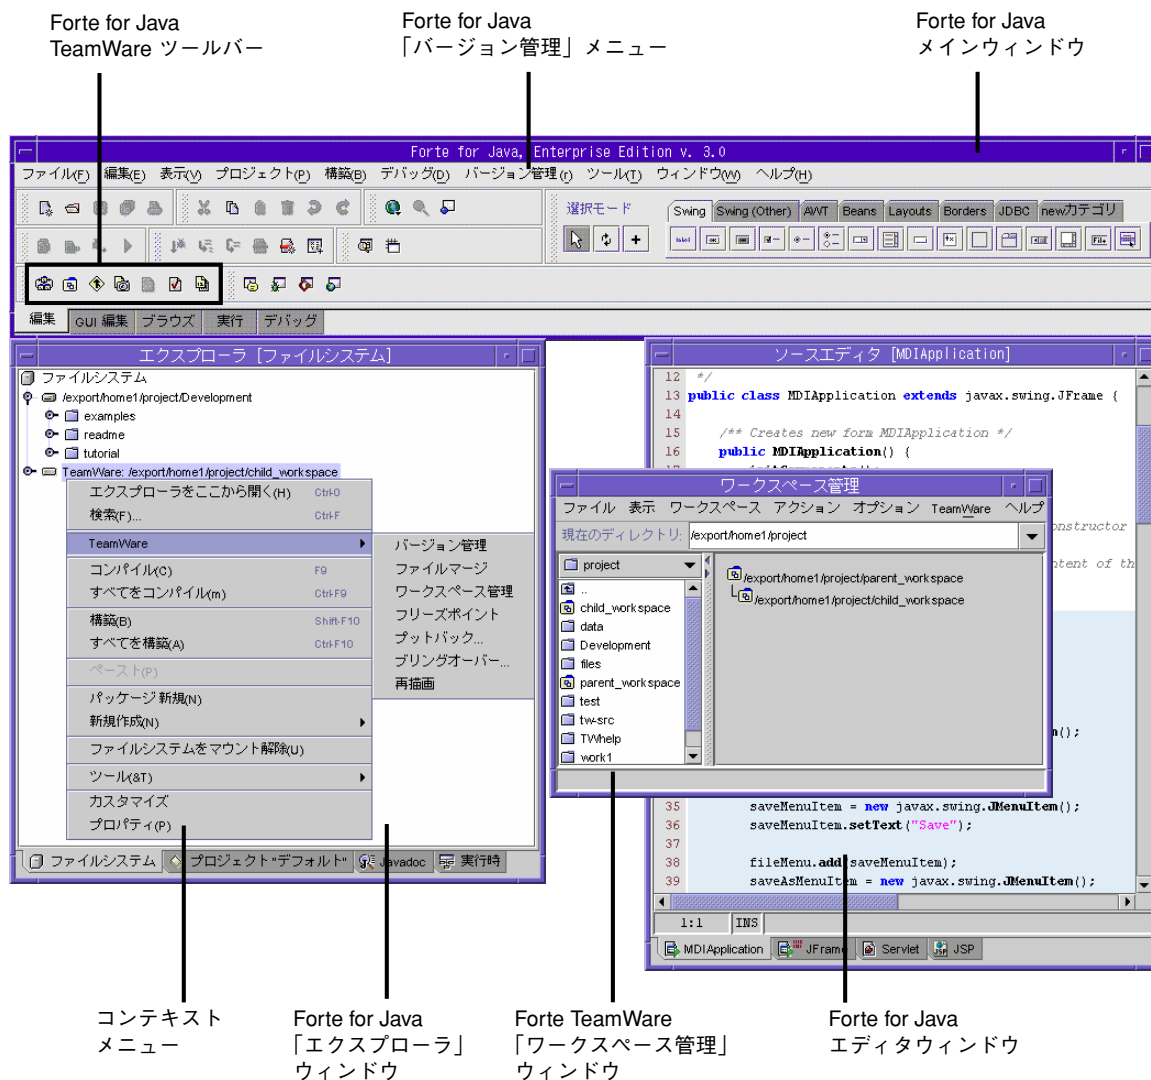 Forte for Java
TeamWare ツールバー
Forte for Java
「バージョン管理」メニュー
Forte for Java
メインウィンドウ
Forte for Java, Enterprise Edition v. 3.0
ファイル(F) 編集(E) 表示(V) プロジェクト(P) 構築(B) デバッグ(D) バージョン管理(r) ツール(T) ウィンドウ(W) ヘルプ(H)
選択モード
Swing Swing (Other) AWT Beans Layouts Borders JDBC newカテゴリ
編集 GUI 編集 ブラウズ 実行 デバッグ
エクスプローラ [ファイルシステム]
ファイルシステム
/export/home1/project/Development
examples
readme
tutorial
TeamWare: /export/home1/project/child_workspace
エクスプローラをここから開く(H) Ctrl-O
検索(F)... Ctrl-F
TeamWare
コンパイル(C) F9
すべてをコンパイル(m) Ctrl-F9
構築(B) Shift-F10
すべてを構築(A) Ctrl-F10
ペースト(P)
パッケージ 新規(N)
新規作成(N)
ファイルシステムをマウント解除(U)
ツール(&T)
カスタマイズ
プロパティ(P)
バージョン管理
ファイルマージ
ワークスペース管理
フリーズポイント
プットバック...
ブリングオーバー...
再描画
ファイルシステム プロジェクト "デフォルト" Javadoc 実行時
ソースエディタ [MDIApplication]
12 */
13 public class MDIApplication extends javax.swing.JFrame {
14
15 /** Creates new form MDIApplication */
16 public MDIApplication() {
onstructor
ntent of th
n();
ワークスペース管理
ファイル 表示 ワークスペース アクション オプション TeamWare ヘルプ
現在のディレクトリ: /export/home1/project
project
..
child_workspace
data
Development
files
parent_workspace
test
tw-src
TWhelp
work1
/export/home1/project/parent_workspace
/export/home1/project/child_workspace
35 saveMenuItem = new javax.swing.JMenuItem();
36 saveMenuItem.setText("Save");
37
38 fileMenu.add(saveMenuItem);
39 saveAsMenuItem = new javax.swing.JMenuItem();
1:1 INS
MDIApplication JFrame Servlet JSP
コンテキスト
メニュー
Forte for Java
「エクスプローラ」
ウィンドウ
Forte TeamWare
「ワークスペース管理」
ウィンドウ
Forte for Java
エディタウィンドウ